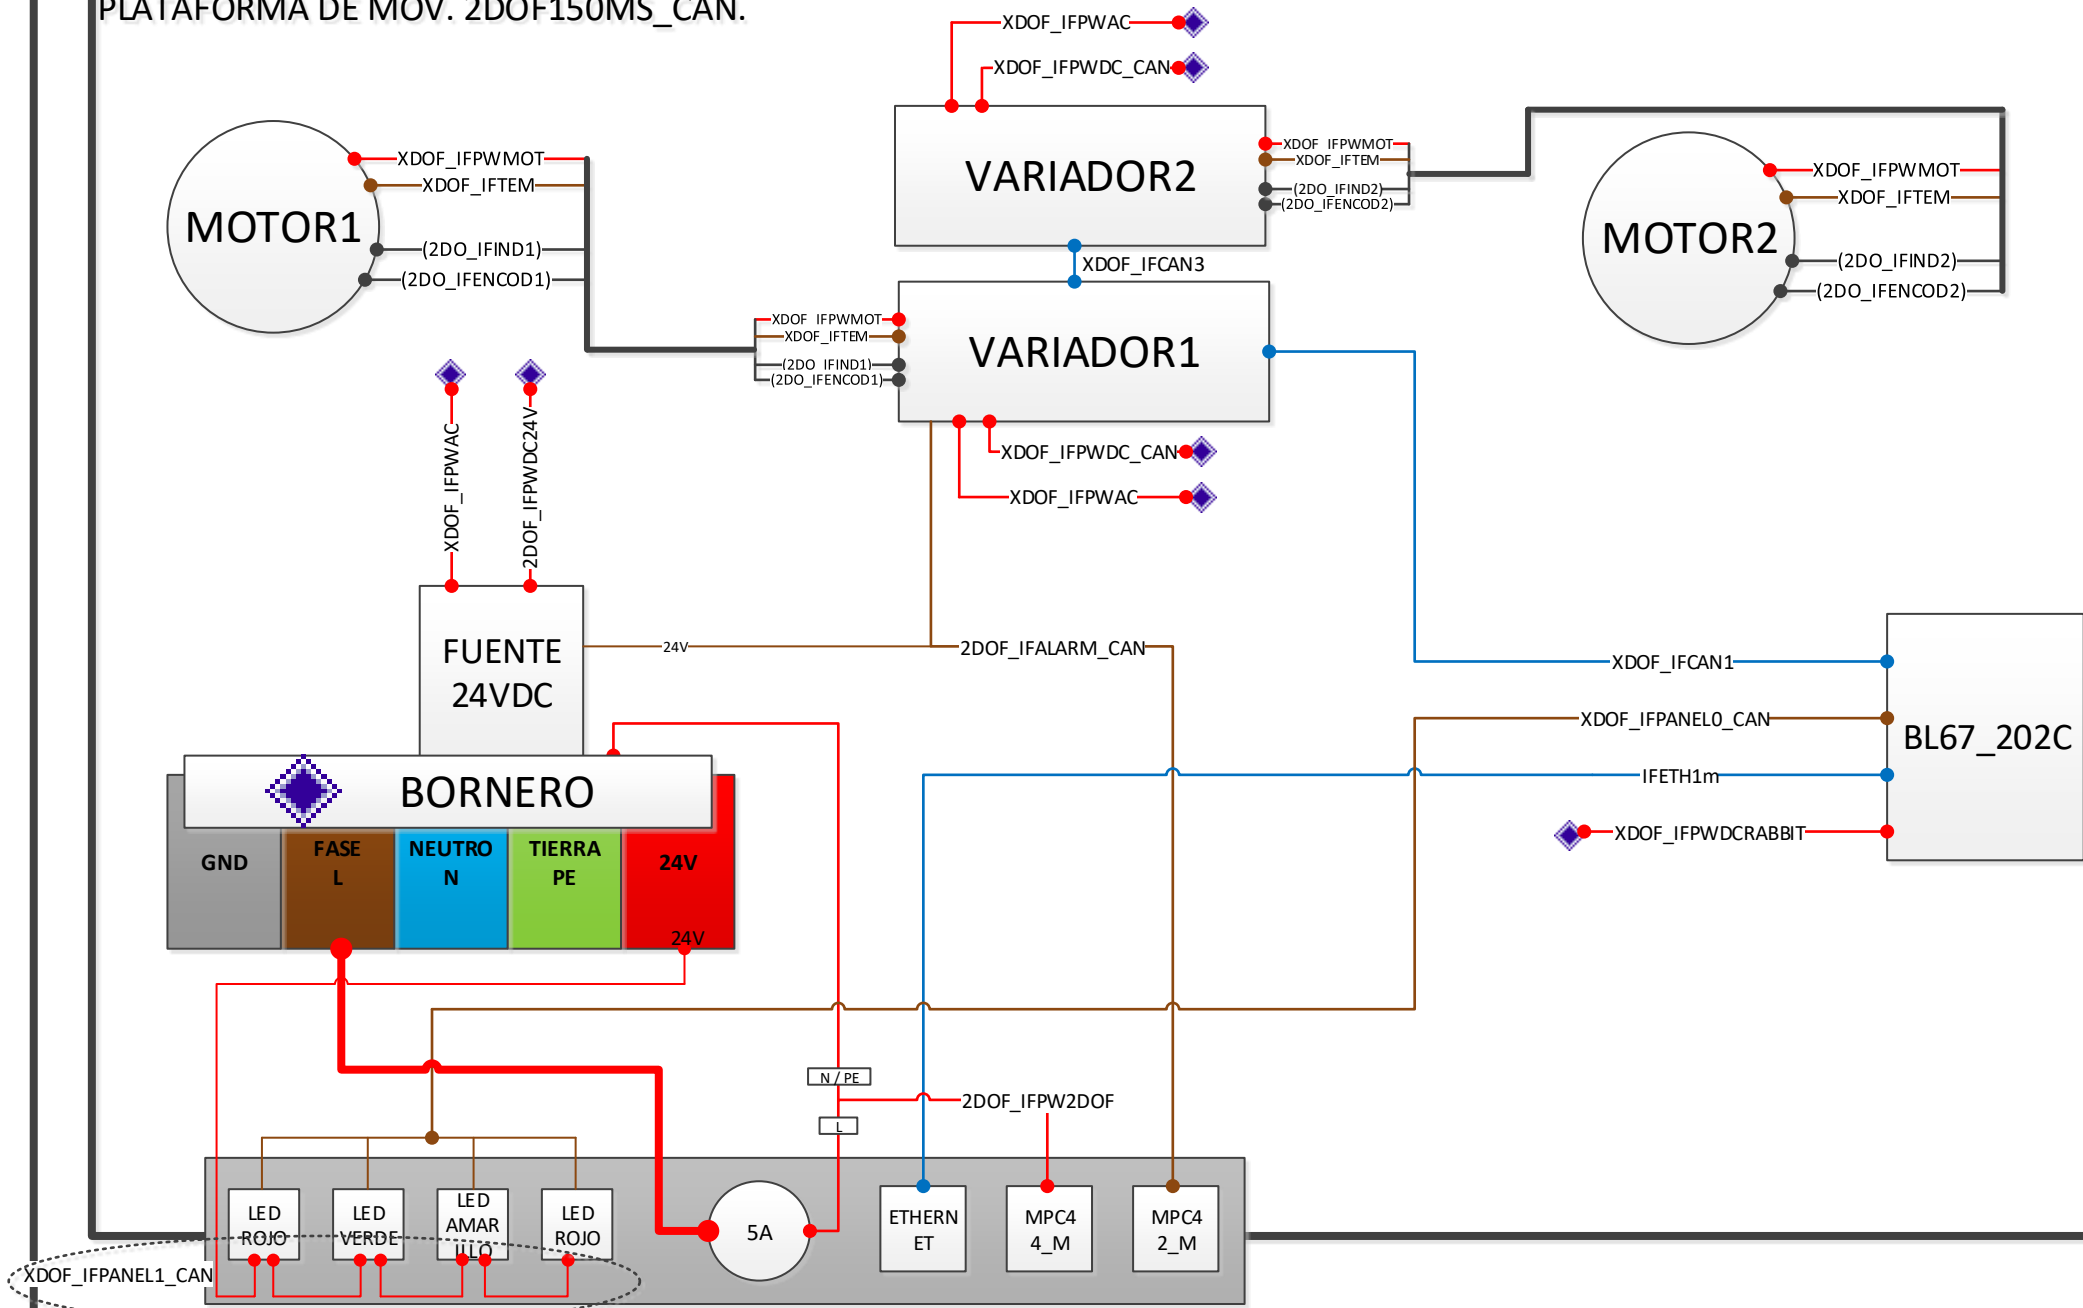 PLATAFORMA DE MOV. 2DOF150MS_CAN.
XDOF_IFPWAC
XDOF_IFPWDC_CAN
XDOF_IFPWMOT
XDOF_IFTEM
MOTOR1
(2DO_IFIND1)
(2DO_IFENCOD1)
VARIADOR2
XDOF_IFPWMOT
XDOF_IFTEM
(2DO_IFIND2)
(2DO_IFENCOD2)
XDOF_IFPWMOT
XDOF_IFTEM
MOTOR2
(2DO_IFIND2)
(2DO_IFENCOD2)
XDOF_IFCAN3
XDOF_IFPWMOT
XDOF_IFTEM
(2DO_IFIND1)
(2DO_IFENCOD1)
VARIADOR1
XDOF_IFPWDC_CAN
XDOF_IFPWAC
XDOF_IFPWAC
2DOF_IFPWDC24V
FUENTE
24VDC
24V
2DOF_IFALARM_CAN
XDOF_IFCAN1
XDOF_IFPANEL0_CAN
BL67_202C
IFETH1m
XDOF_IFPWDCRABBIT
BORNERO
GND
FASE
L
NEUTRO
N
TIERRA
PE
24V
24V
N / PE
L
2DOF_IFPW2DOF
LED
ROJO
LED
VERDE
LED
AMAR
ILLO
LED
ROJO
5A
ETHERN
ET
MPC4
4_M
MPC4
2_M
XDOF_IFPANEL1_CAN